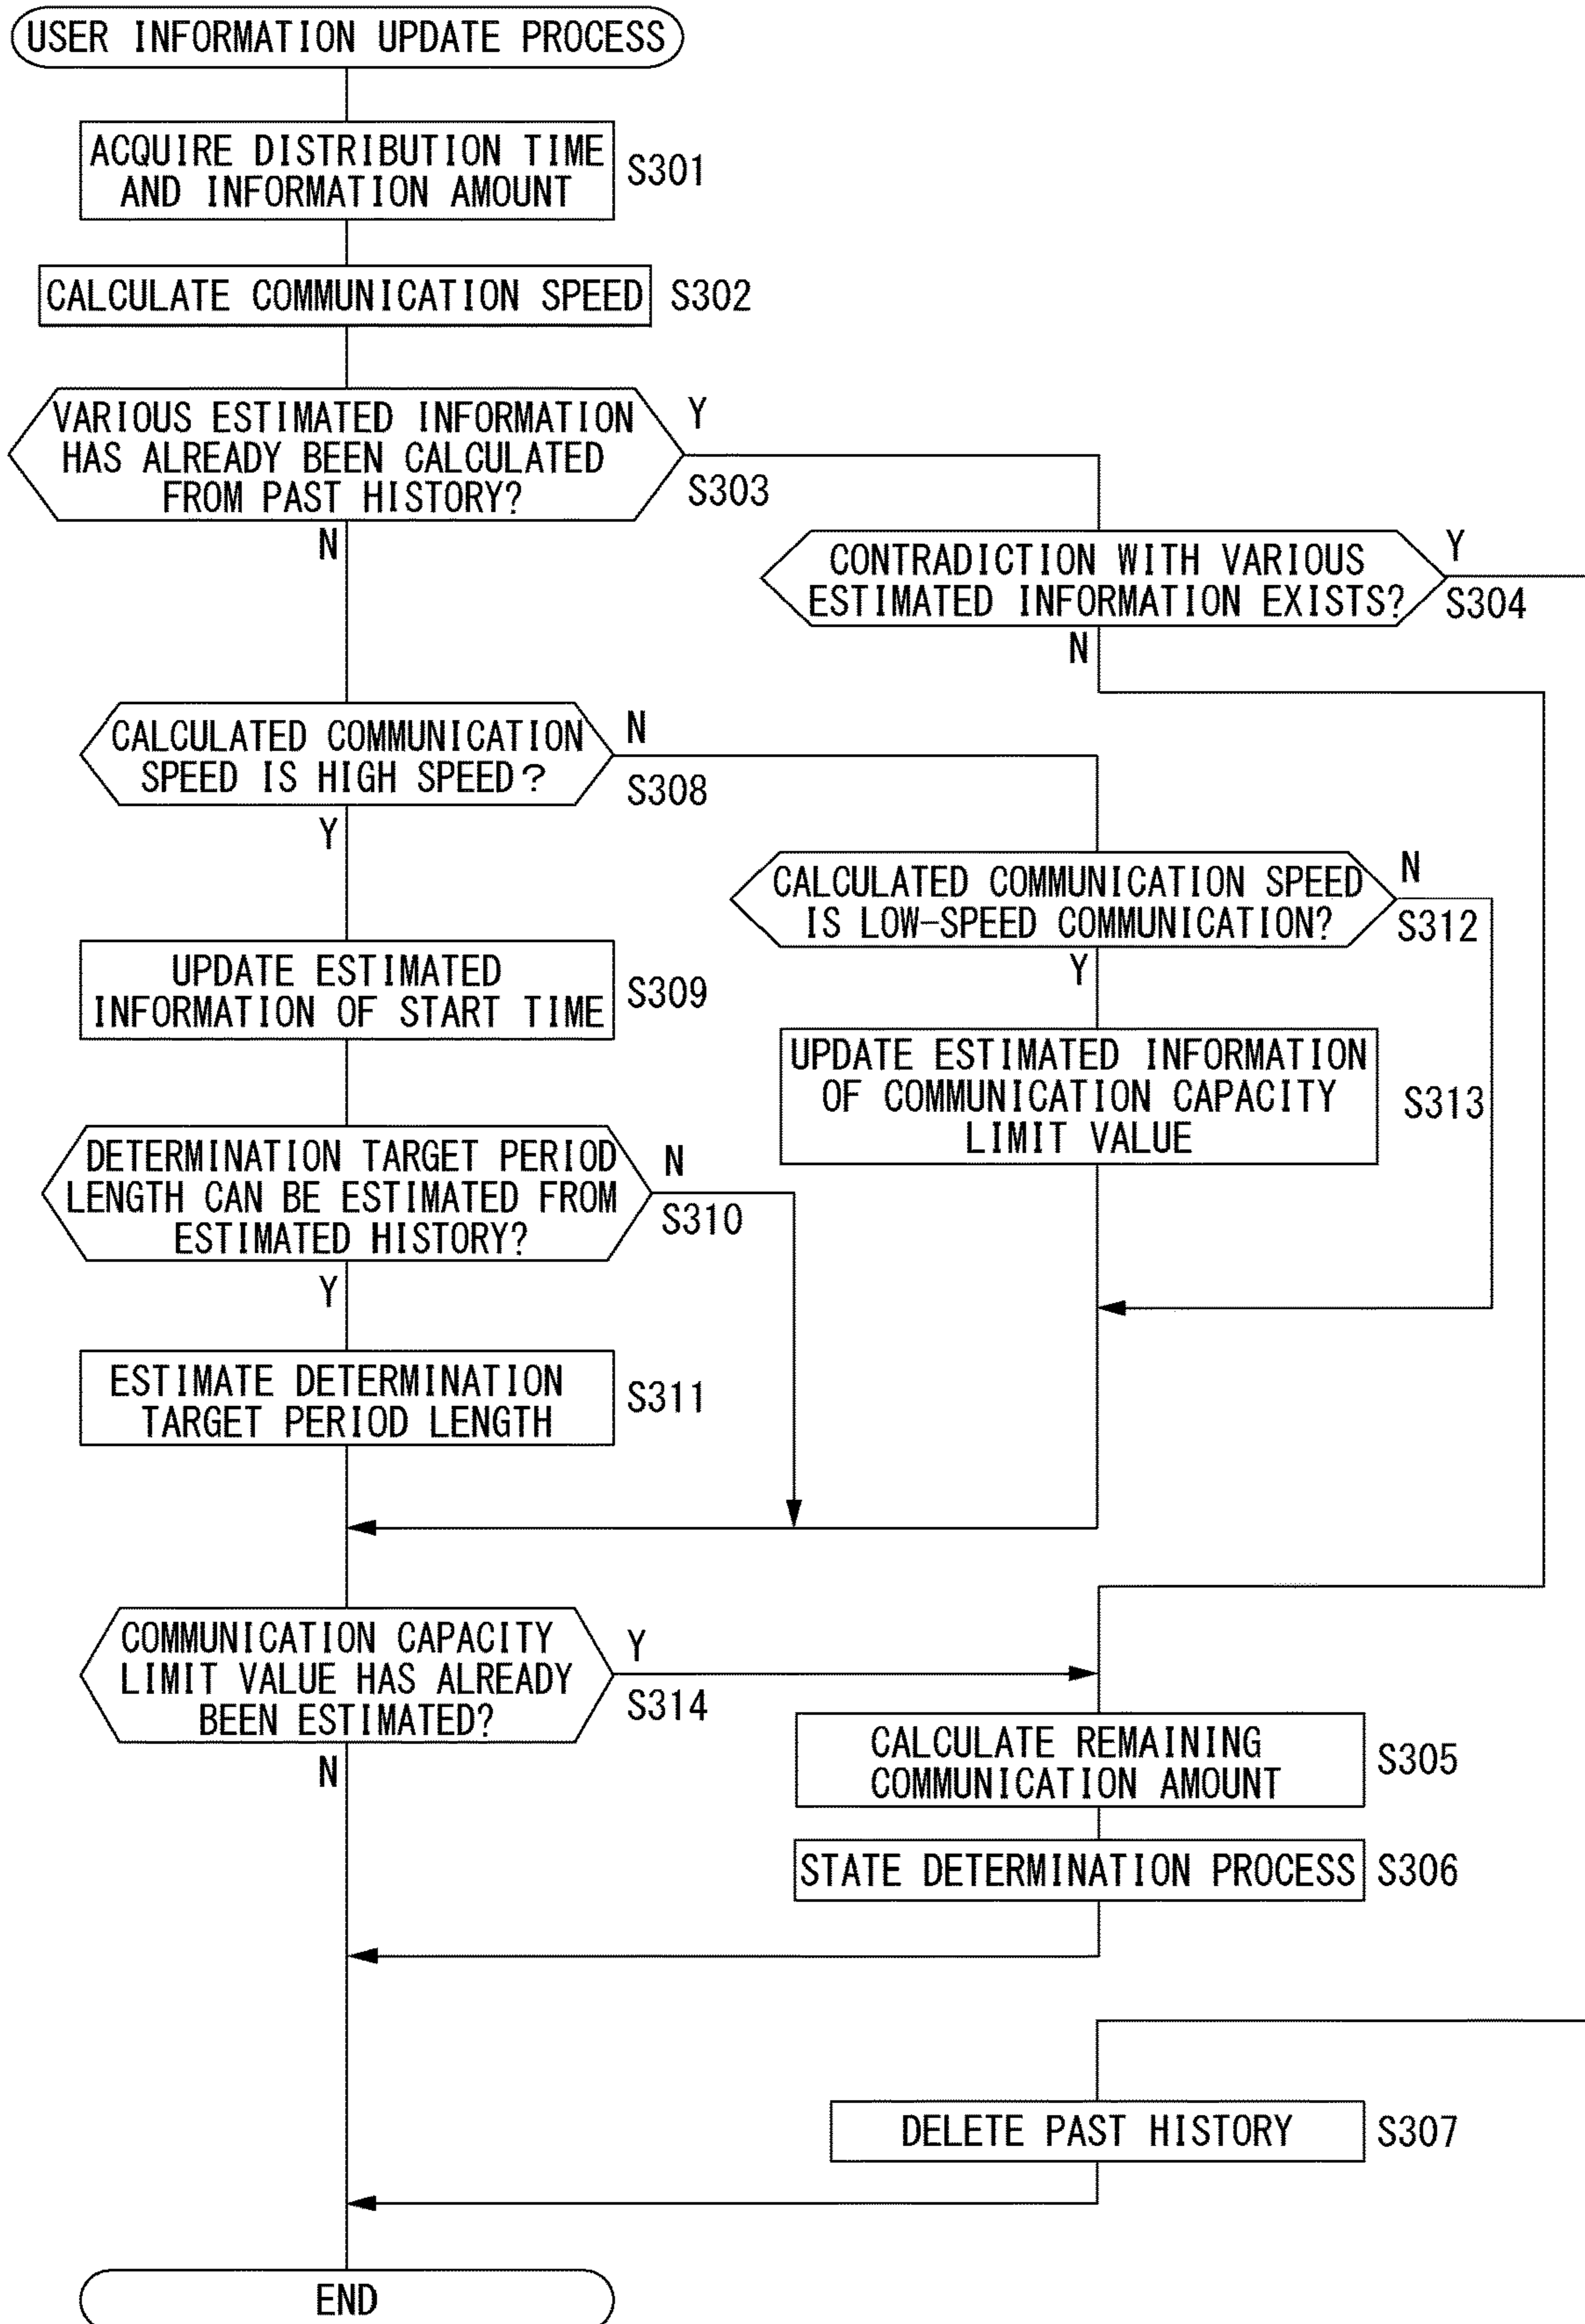 USER INFORMATION UPDATE PROCESS
ACQUIRE DISTRIBUTION TIME
AND INFORMATION AMOUNT
S301
CALCULATE COMMUNICATION SPEED
S302
VARIOUS ESTIMATED INFORMATION
HAS ALREADY BEEN CALCULATED
FROM PAST HISTORY?
Y
S303
N
CONTRADICTION WITH VARIOUS
ESTIMATED INFORMATION EXISTS?
Y
S304
N
CALCULATED COMMUNICATION
SPEED IS HIGH SPEED?
N
S308
Y
CALCULATED COMMUNICATION SPEED
IS LOW-SPEED COMMUNICATION?
N
S312
Y
UPDATE ESTIMATED
INFORMATION OF START TIME
S309
UPDATE ESTIMATED INFORMATION
OF COMMUNICATION CAPACITY
LIMIT VALUE
S313
DETERMINATION TARGET PERIOD
LENGTH CAN BE ESTIMATED FROM
ESTIMATED HISTORY?
N
S310
Y
ESTIMATE DETERMINATION
TARGET PERIOD LENGTH
S311
COMMUNICATION CAPACITY
LIMIT VALUE HAS ALREADY
BEEN ESTIMATED?
Y
S314
N
CALCULATE REMAINING
COMMUNICATION AMOUNT
S305
STATE DETERMINATION PROCESS
S306
DELETE PAST HISTORY
S307
END